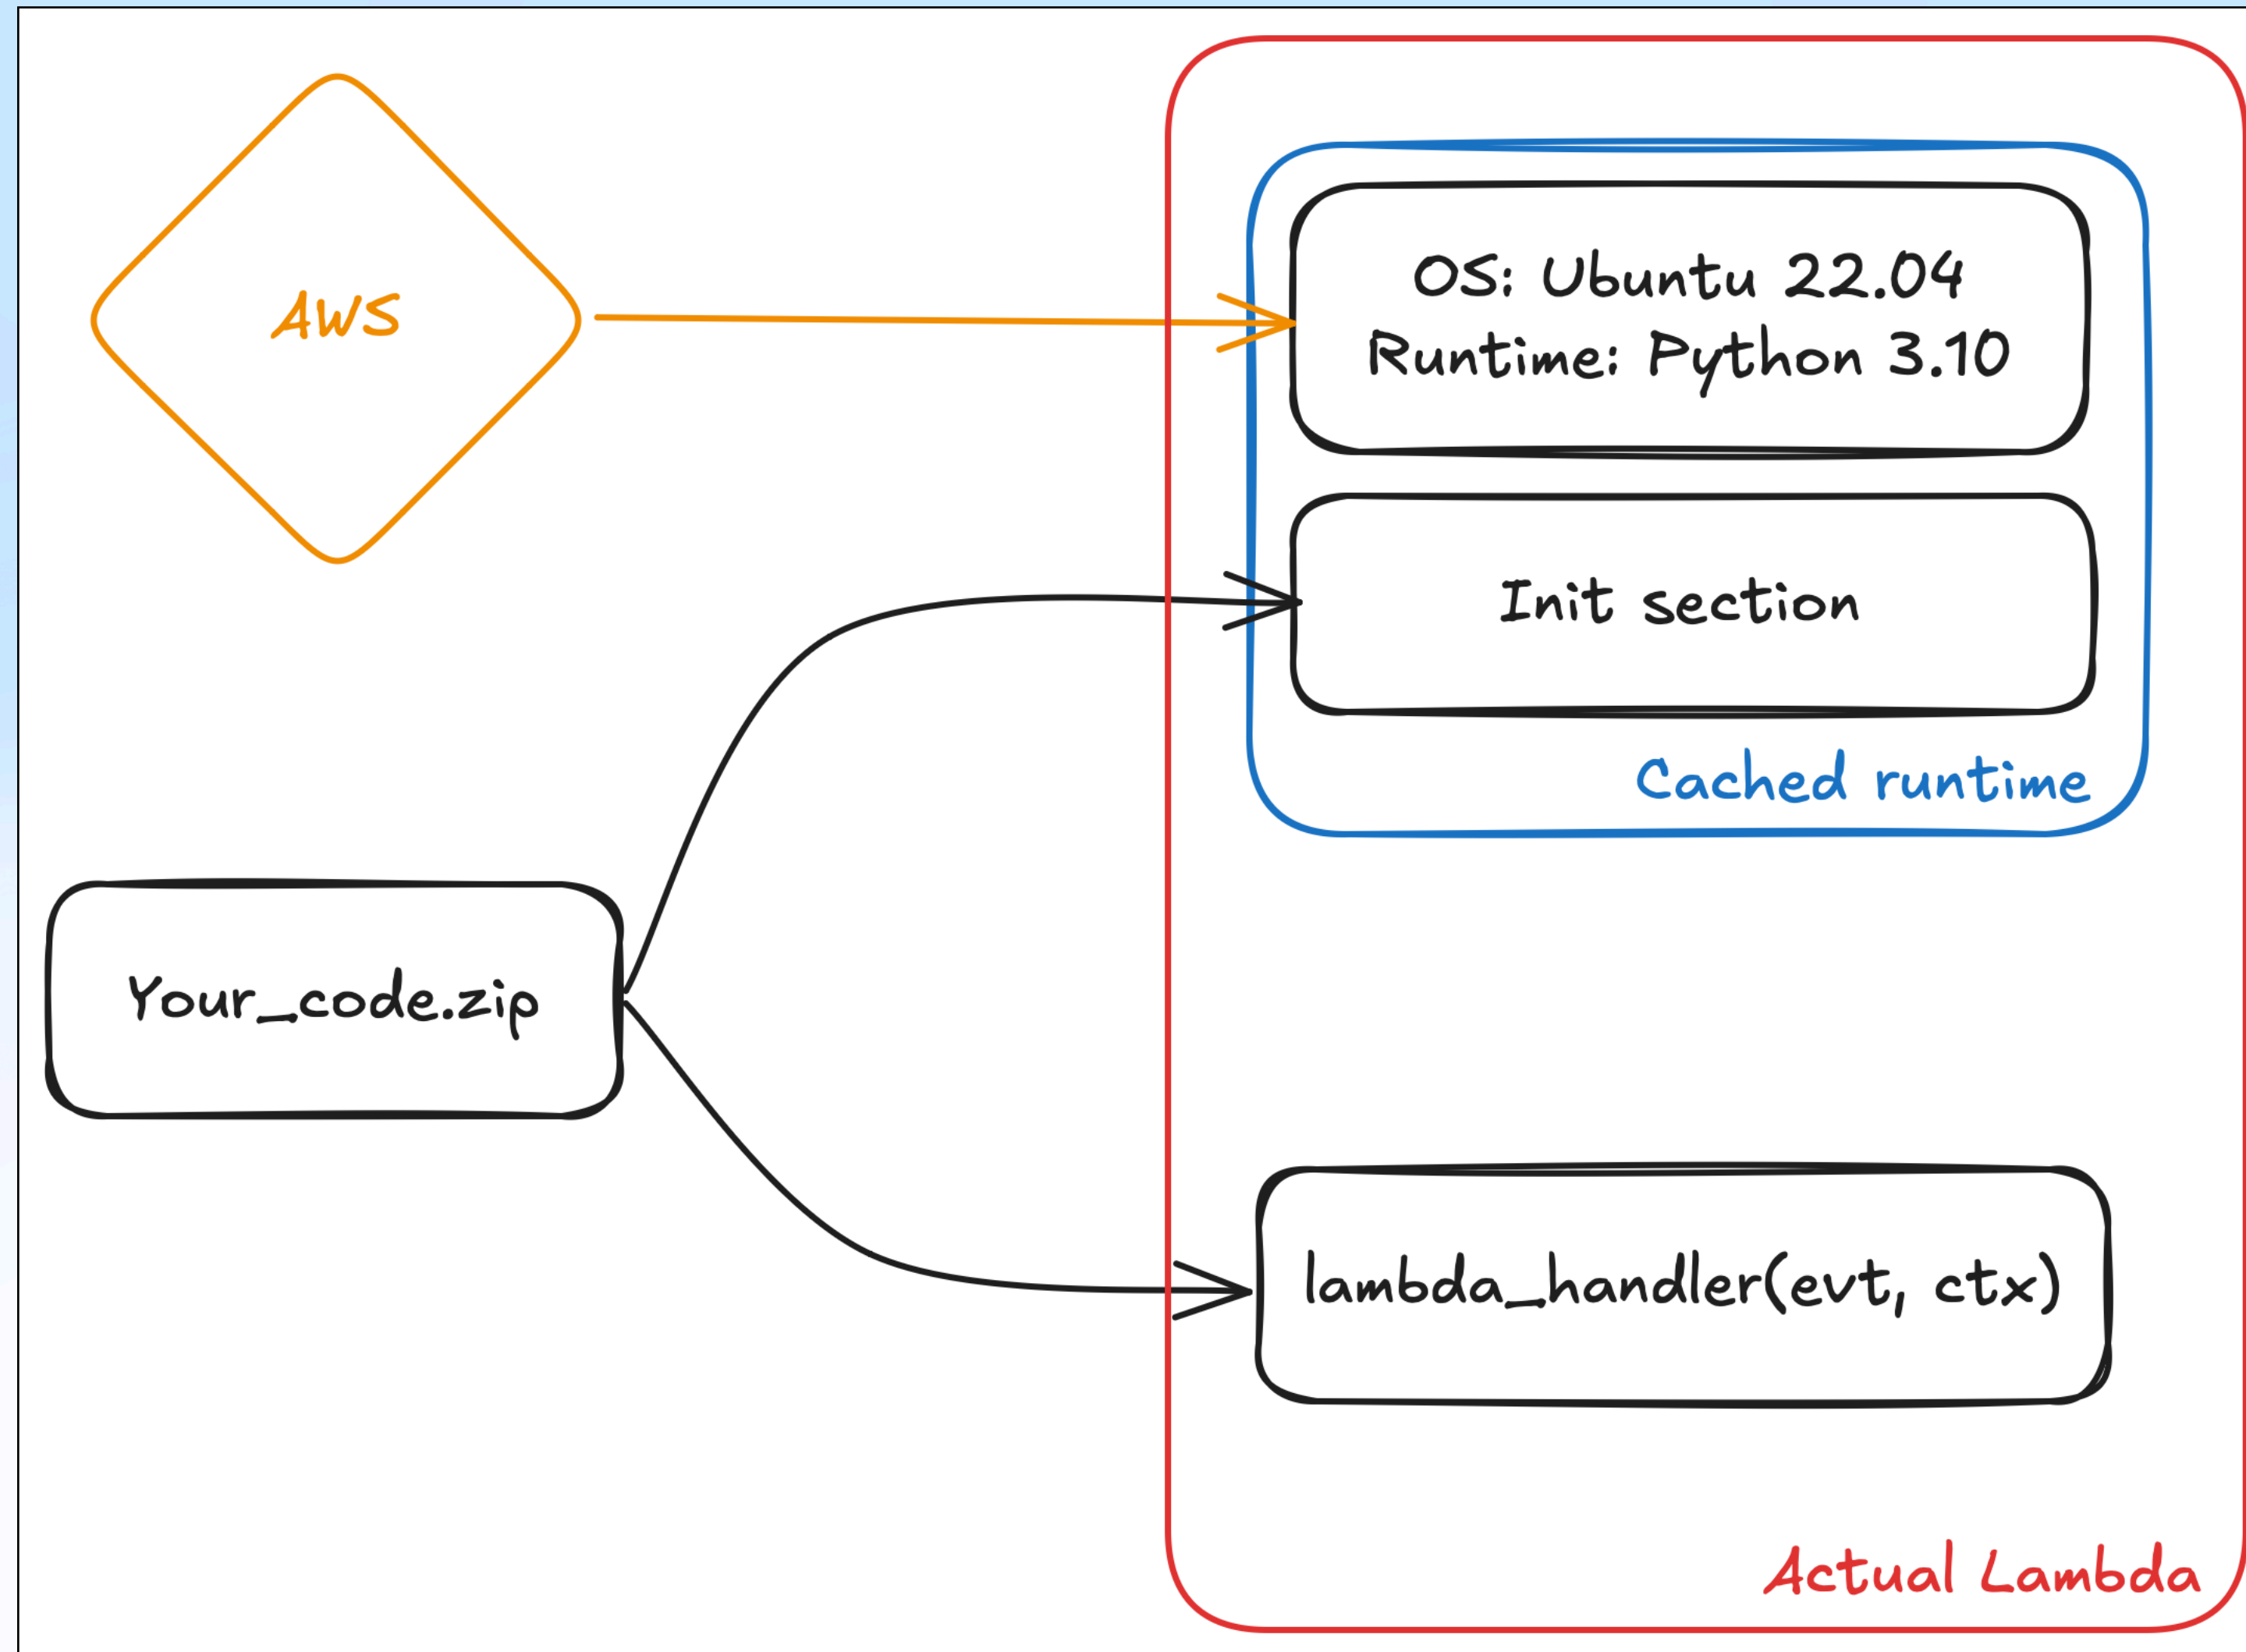 AWS
OS: Ubuntu 22.04
Runtime: Python 3.10
Init section
Cached runtime
Your_code.zip
lambda_handler(evt, ctx)
Actual Lambda